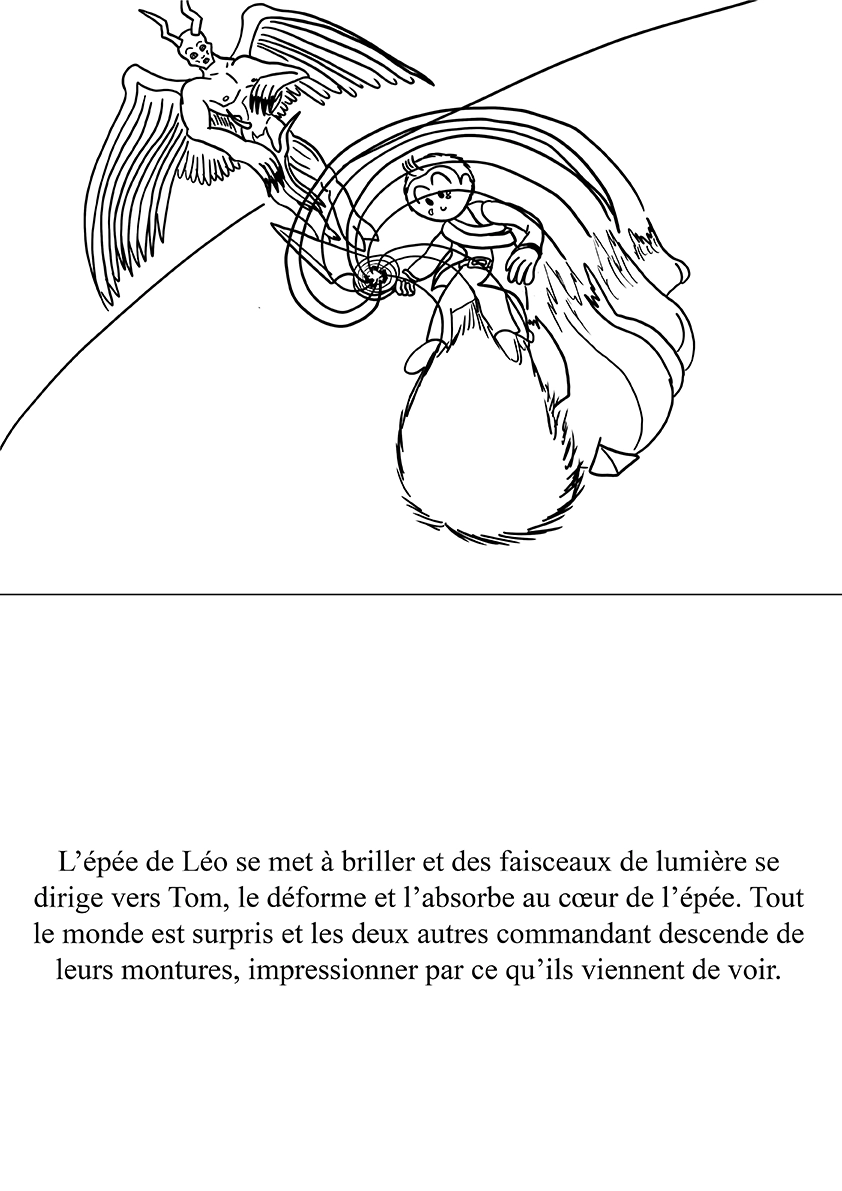 L’épée de Léo se met à briller et des faisceaux de lumière se
dirige vers Tom, le déforme et l’absorbe au cœur de l’épée. Tout
le monde est surpris et les deux autres commandant descende de
leurs montures, impressionner par ce qu’ils viennent de voir.